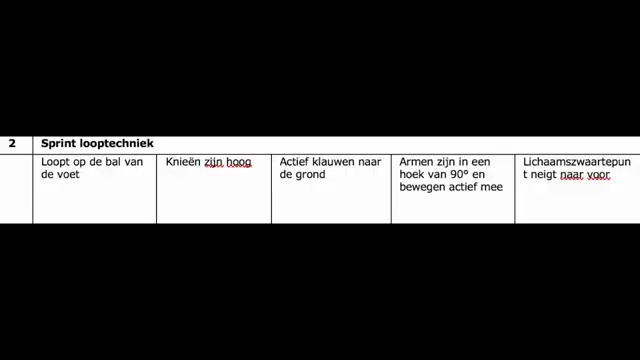 2 Sprint looptechniek
Loopt op de bal van
de voet
Knieën zijn hoog
Actief klauwen naar
de grond
Armen zijn in een
hoek van 90° en
bewegen actief mee
Lichaamszwaartepun
t neigt naar voor